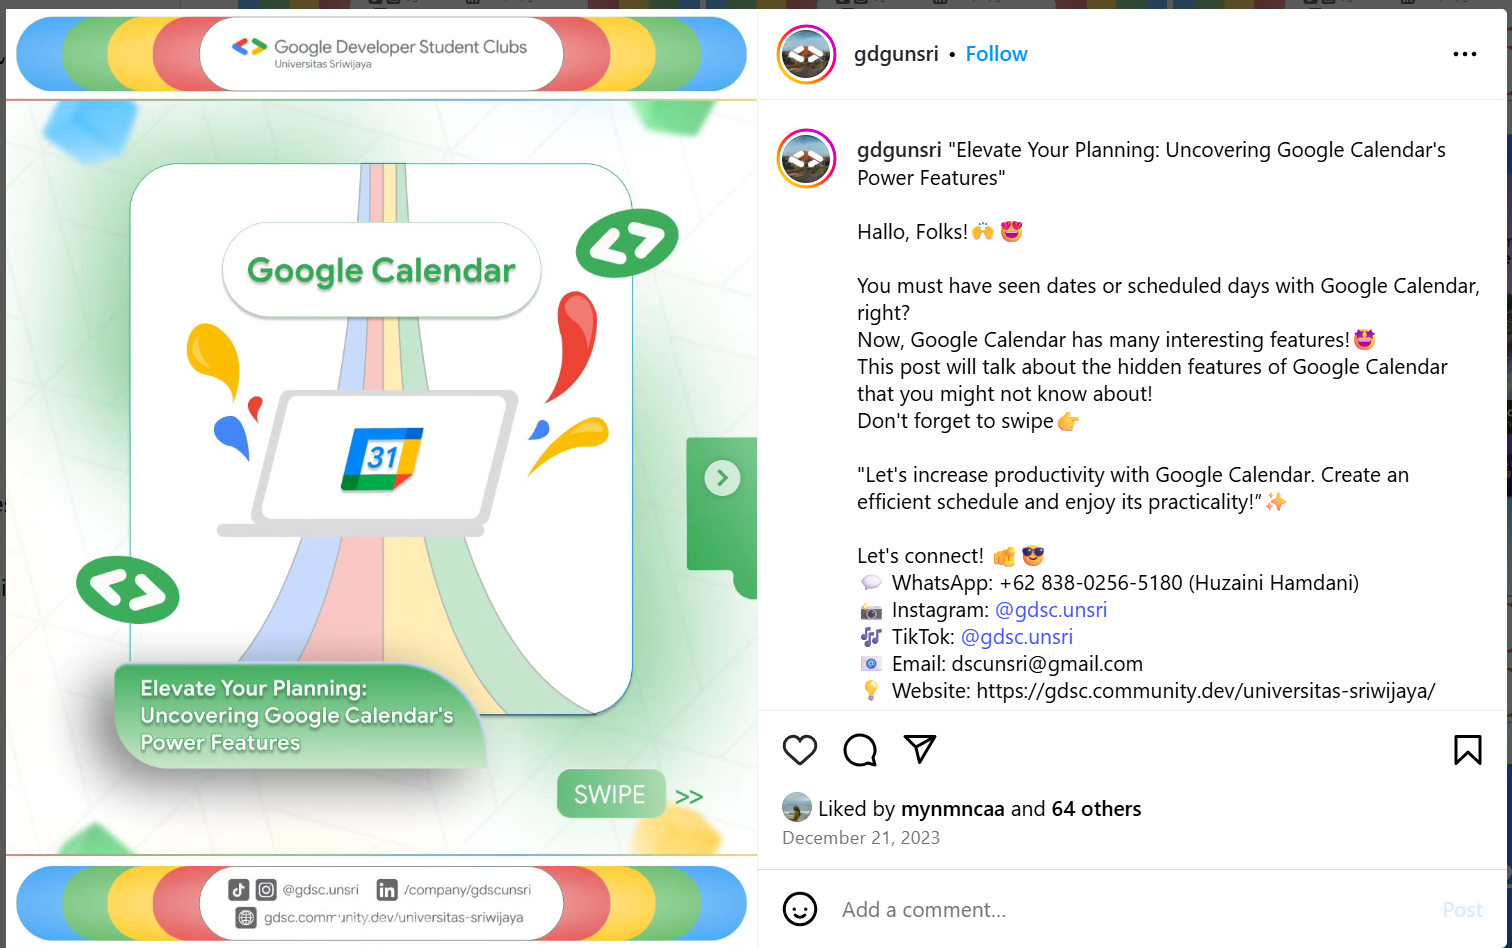 Google Developer Student Clubs
Universitas Sriwijaya
Google Calendar
31
Elevate Your Planning:
Uncovering Google Calendar's
Power Features
SWIPE >>
@gdsc.unsri /company/gdscunsri
gdsc.community.dev/universitas-sriwijaya
gdgunsri • Follow
gdgunsri "Elevate Your Planning: Uncovering Google Calendar's
Power Features"
Hallo, Folks!🙌😍
You must have seen dates or scheduled days with Google Calendar,
right?
Now, Google Calendar has many interesting features!🤩
This post will talk about the hidden features of Google Calendar
that you might not know about!
Don't forget to swipe👉
"Let's increase productivity with Google Calendar. Create an
efficient schedule and enjoy its practicality!”✨
Let's connect! 🫵😎
💬 WhatsApp: +62 838-0256-5180 (Huzaini Hamdani)
📸 Instagram: @gdsc.unsri
🎶 TikTok: @gdsc.unsri
📧 Email: dscunsri@gmail.com
💡 Website: https://gdsc.community.dev/universitas-sriwijaya/
Liked by mynmncaa and 64 others
December 21, 2023
Add a comment...
Post